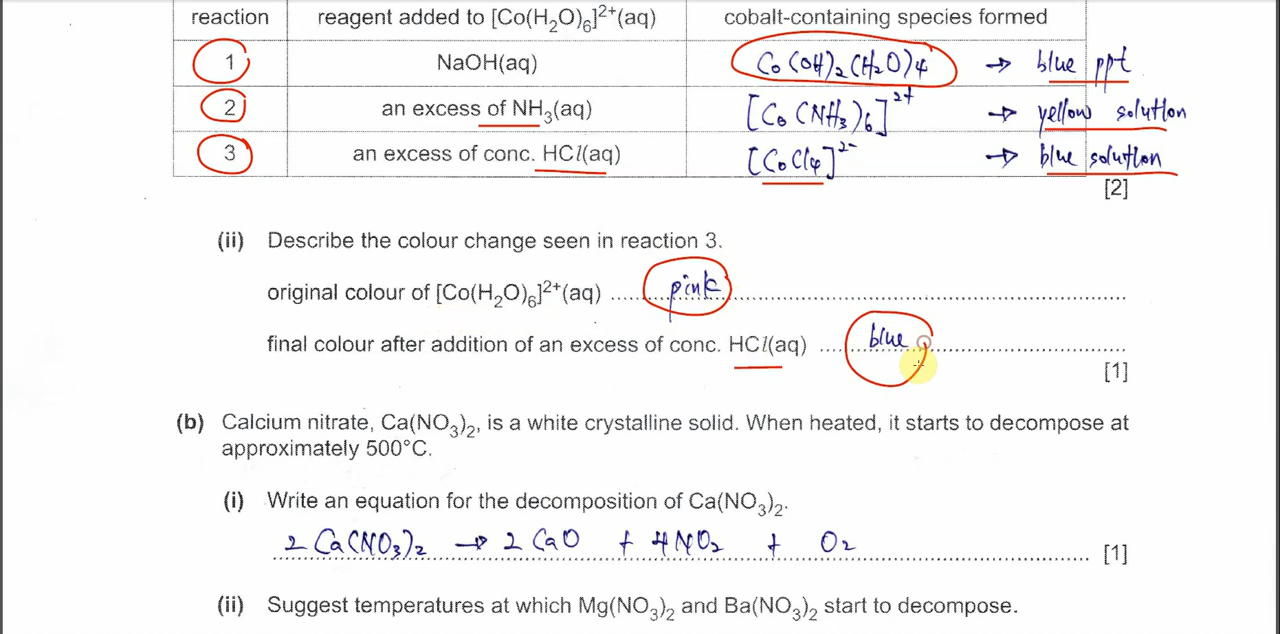 reaction reagent added to [Co(H₂O)₆]²⁺(aq) cobalt-containing species formed
1 NaOH(aq) Co(OH)₂(H₂O)4 → blue ppt
2 an excess of NH₃(aq) [Co(NH₃)₆]²⁺ → yellow solution
3 an excess of conc. HCl(aq) [CoCl₄]²⁻ → blue solution
[2]
(ii) Describe the colour change seen in reaction 3.
original colour of [Co(H₂O)₆]²⁺(aq) pink
final colour after addition of an excess of conc. HCl(aq) blue
[1]
(b) Calcium nitrate, Ca(NO₃)₂, is a white crystalline solid. When heated, it starts to decompose at
approximately 500°C.
(i) Write an equation for the decomposition of Ca(NO₃)₂.
2 Ca(NO₃)₂ → 2 CaO + 4 NO₂ + O₂ [1]
(ii) Suggest temperatures at which Mg(NO₃)₂ and Ba(NO₃)₂ start to decompose.